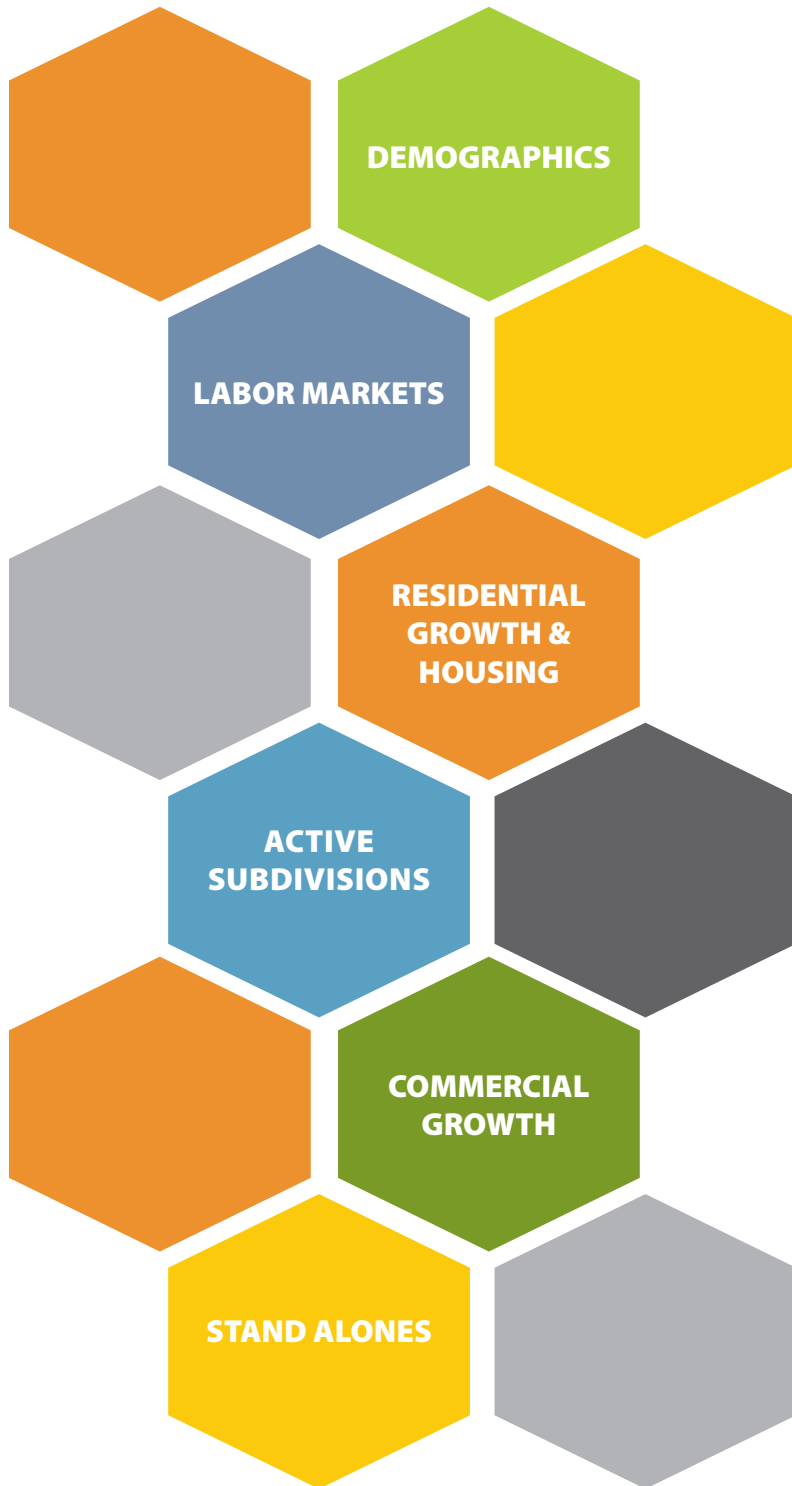 DEMOGRAPHICS
LABOR MARKETS
RESIDENTIAL
GROWTH &
HOUSING
ACTIVE
SUBDIVISIONS
COMMERCIAL
GROWTH
STAND ALONES